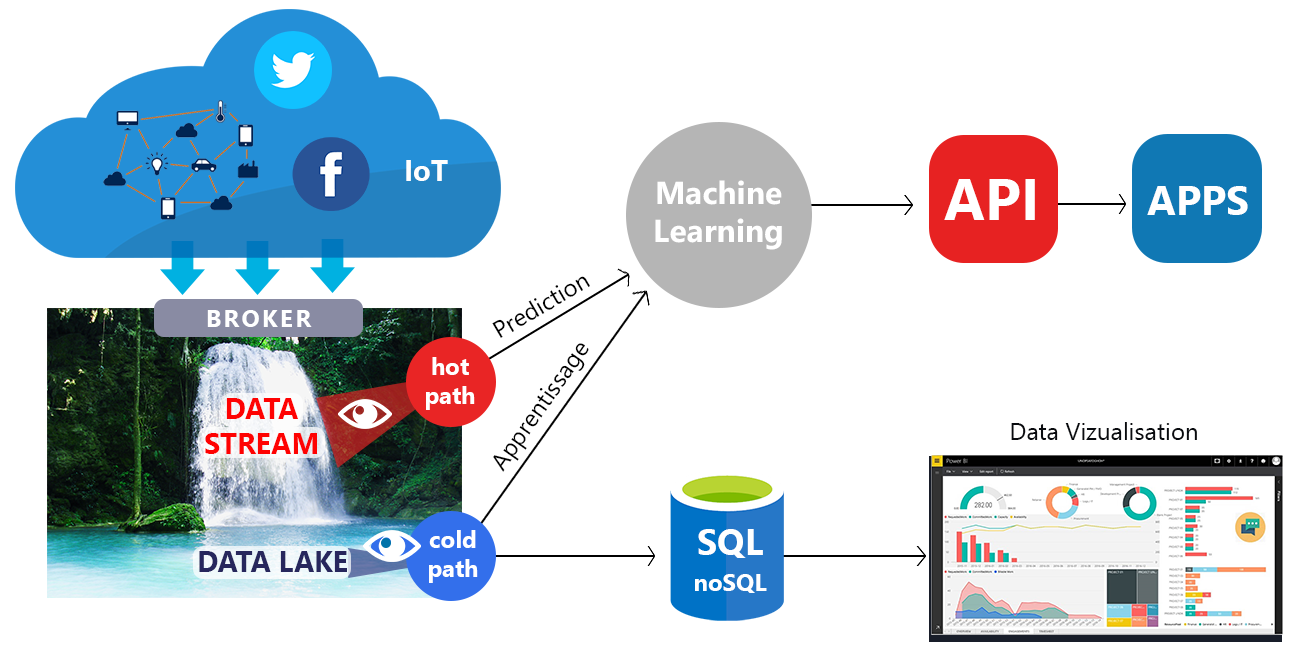 IoT
BROKER
DATA
STREAM
hot
path
Prediction
Apprentissage
DATA LAKE
cold
path
Machine
Learning
API
APPS
SQL
noSQL
Data Vizualisation
Power BI
282.00